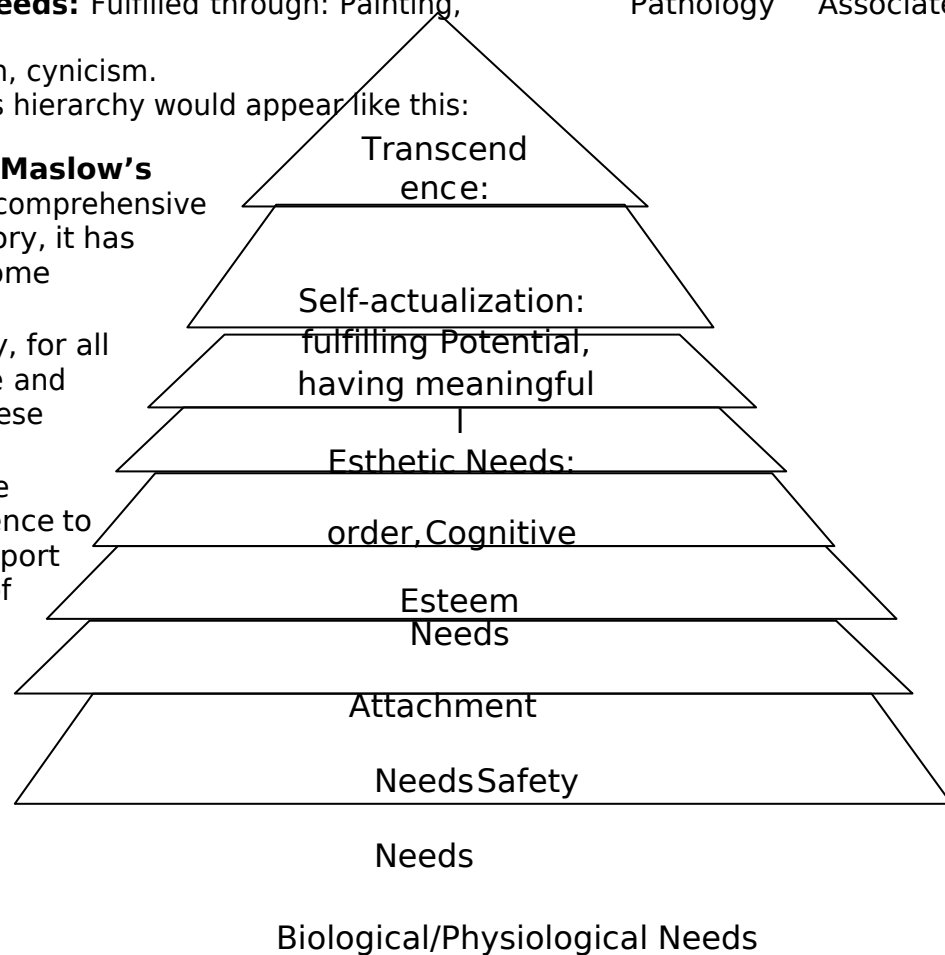 eeds: Fulfilled through: Painting, Pathology Associate
n, cynicism.
s hierarchy would appear like this:
Transcend
ence:
Maslow’s
comprehensive
ory, it has
ome
Self-actualization:
fulfilling Potential,
having meaningful
y, for all
e and
ese
Esthetic Needs:
e
ence to
port
f
order,Cognitive
Esteem
Needs
Attachment
NeedsSafety
Needs
Biological/Physiological Needs